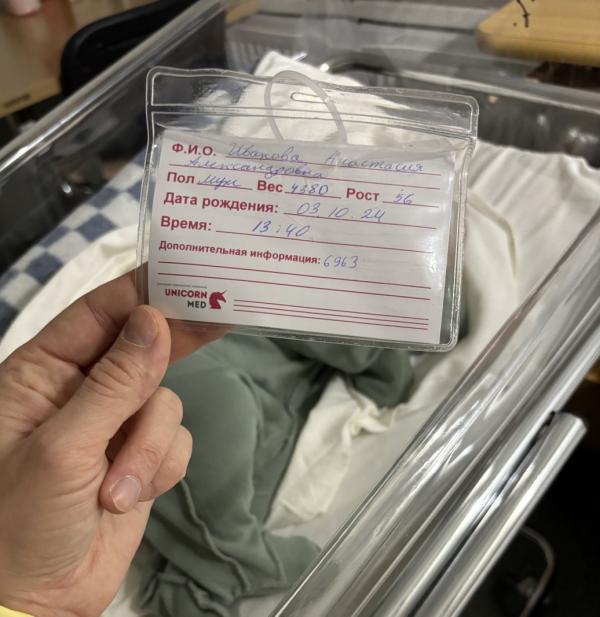 Ф.И.О. Иванова Анастасия
Александровна
Пол муж Вес 4380 Рост 56
Дата рождения: 03 10 24
Время: 13:40
Дополнительная информация: 6963
UNICORN
MED